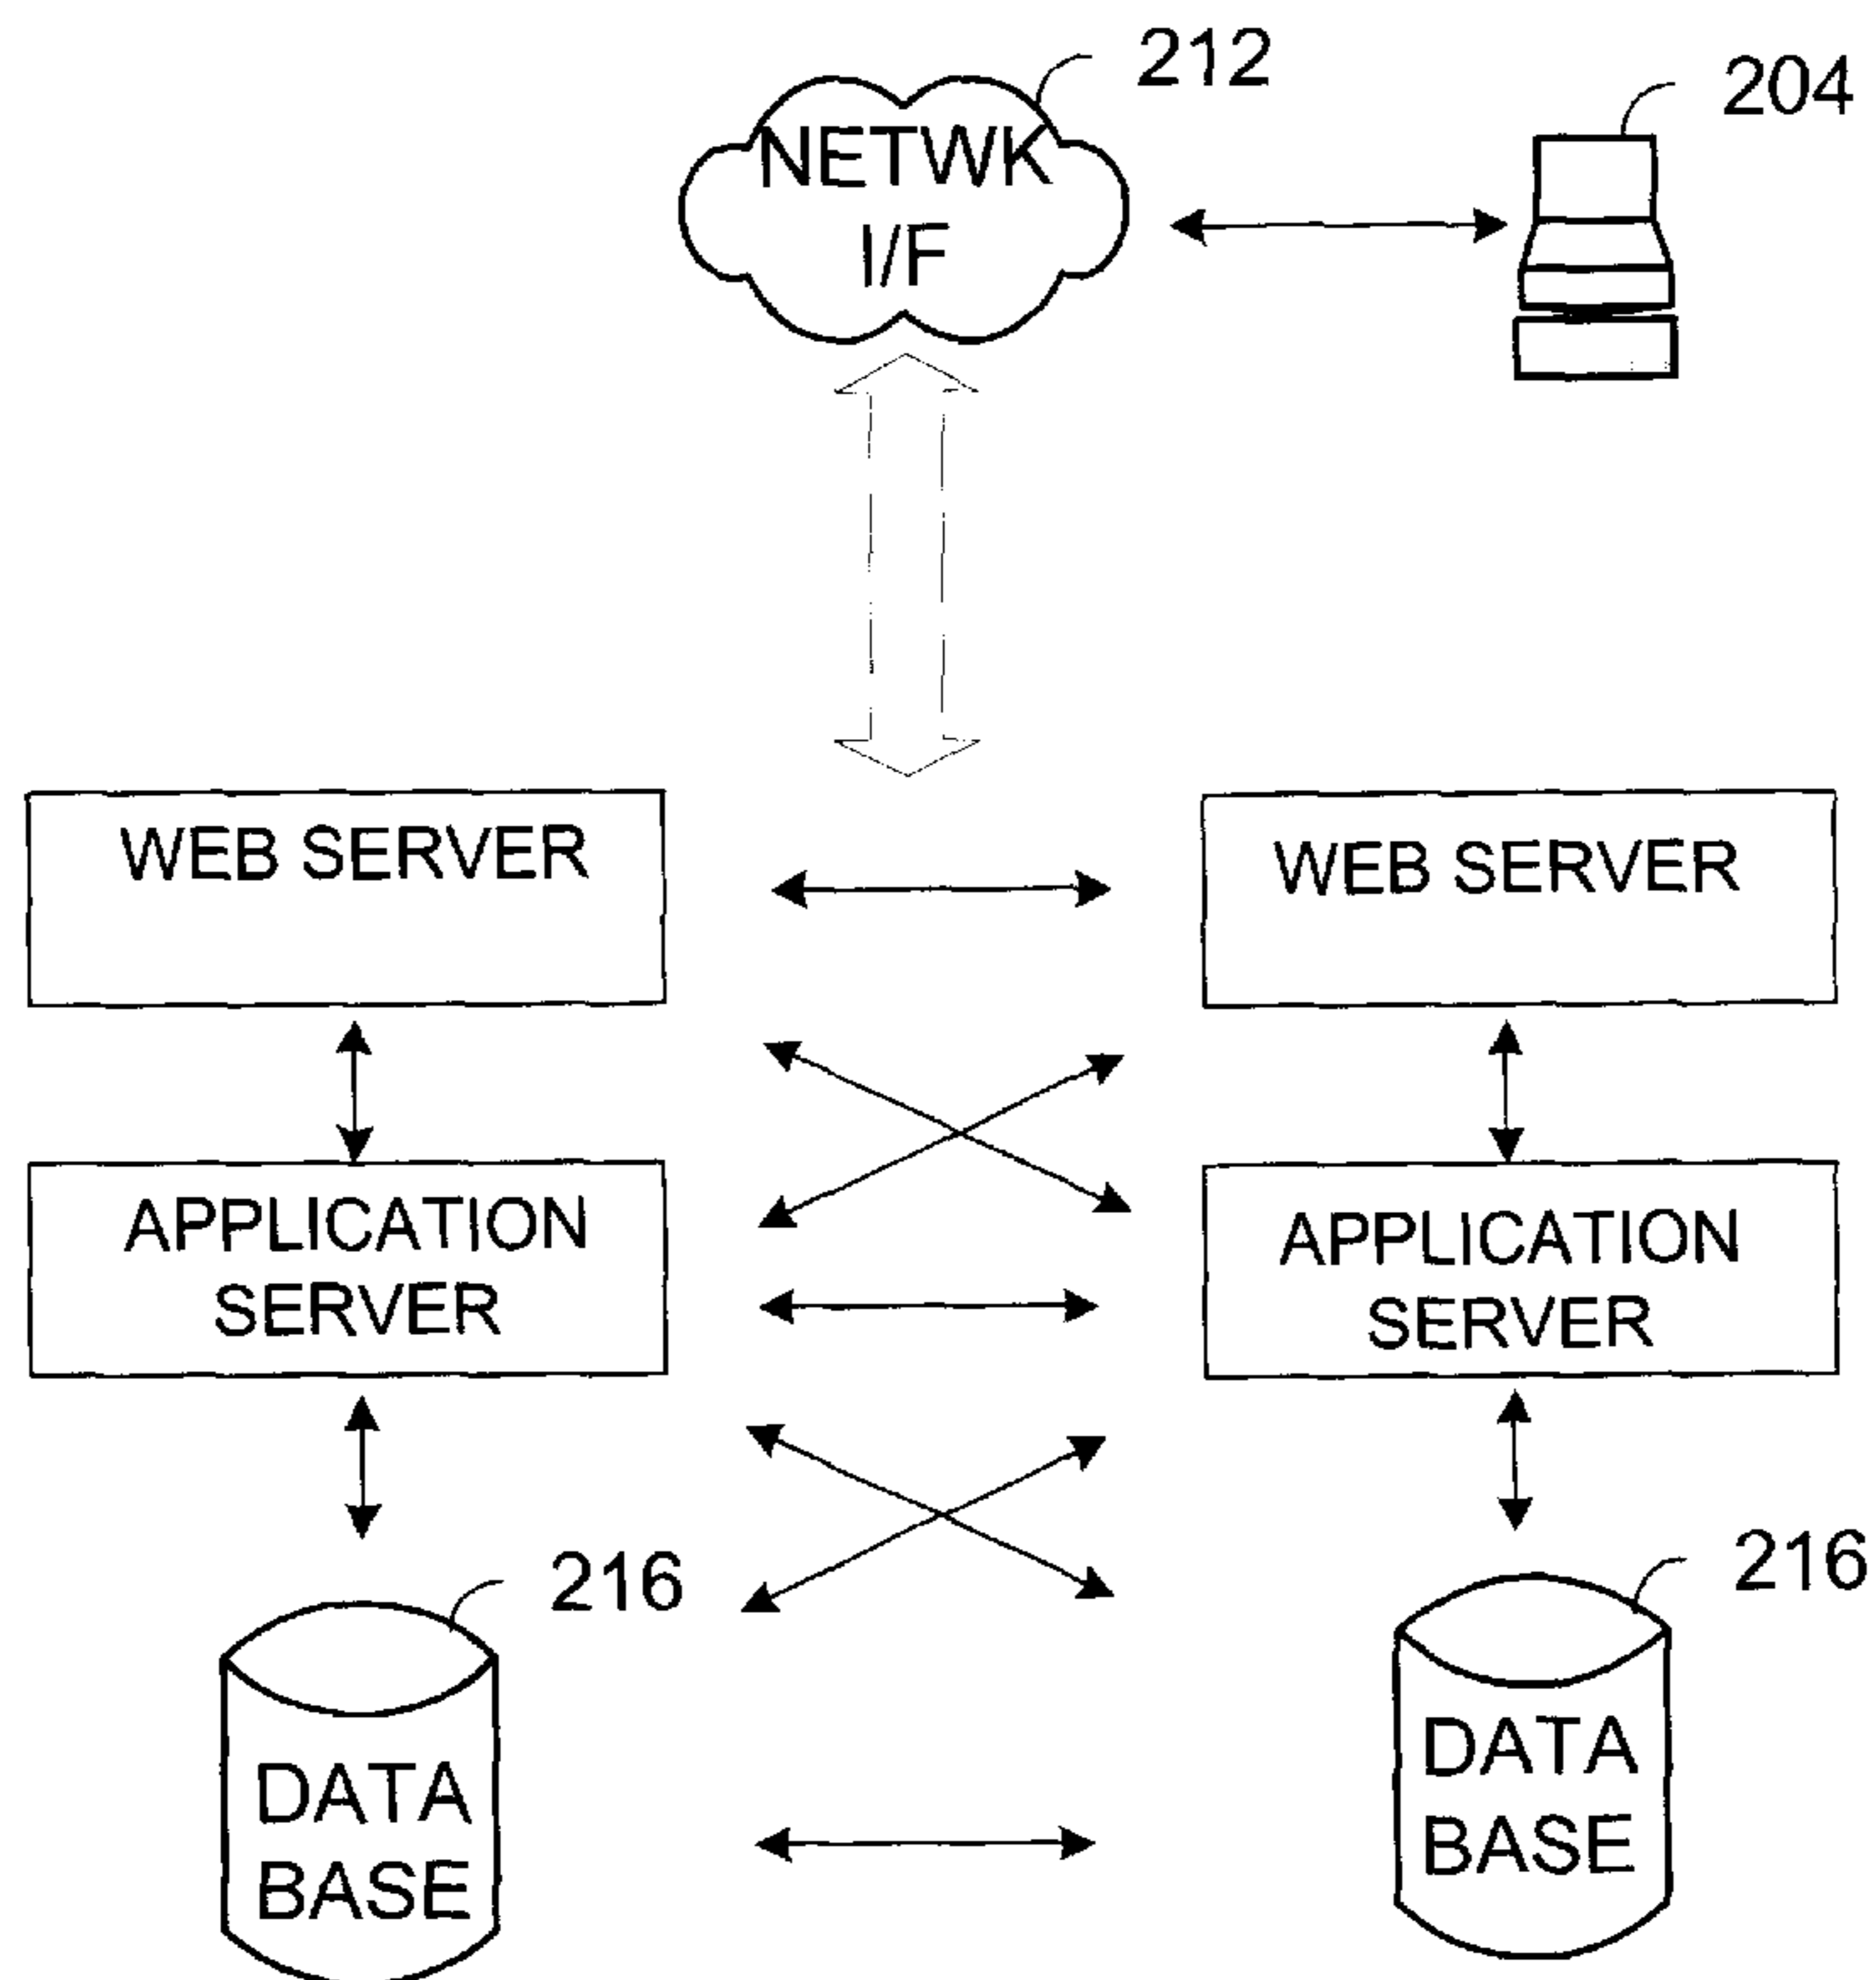 212
204
NETWK
I/F
WEB SERVER
WEB SERVER
APPLICATION
SERVER
APPLICATION
SERVER
216
216
DATA
BASE
DATA
BASE